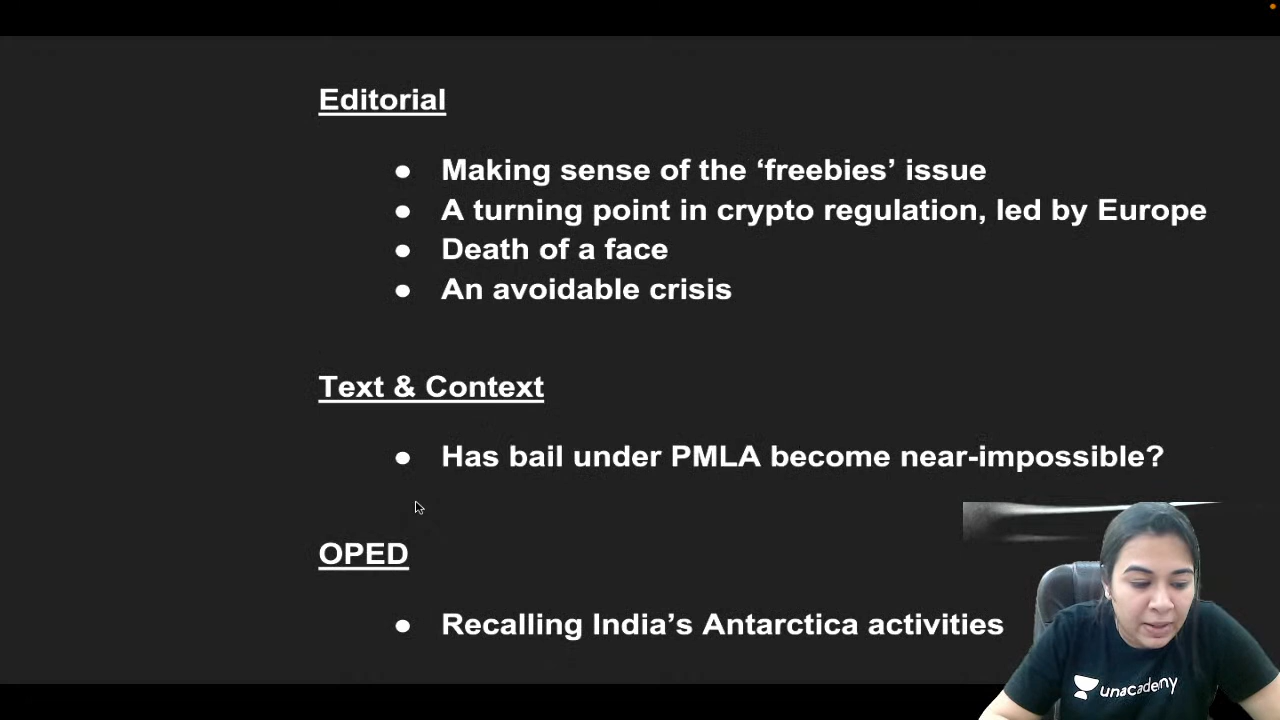 Editorial
● Making sense of the ‘freebies’ issue
● A turning point in crypto regulation, led by Europe
● Death of a face
● An avoidable crisis
Text & Context
● Has bail under PMLA become near-impossible?
OPED
● Recalling India’s Antarctica activities
unacademy